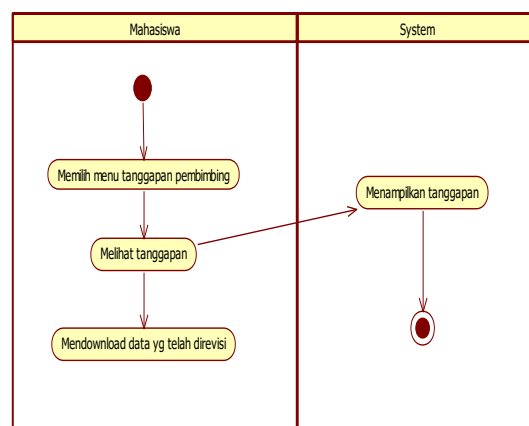 Mahasiswa
System
Memilih menu tanggapan pembimbing
Menampilkan tanggapan
Melihat tanggapan
Mendownload data yg telah direvisi